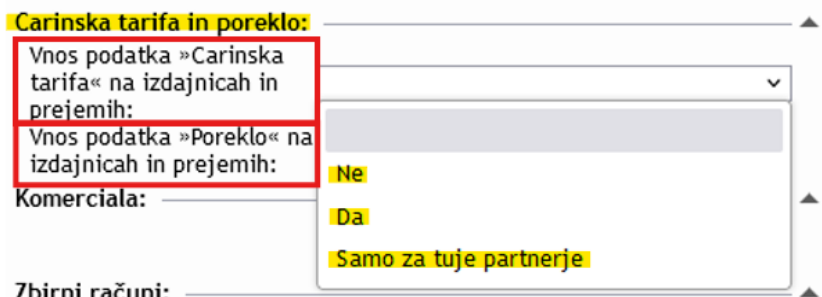 Carinska tarifa in poreklo:
Vnos podatka »Carinska
tarifa« na izdajnicah in
prejemih:
Vnos podatka »Poreklo« na
izdajnicah in prejemih:
Ne
Da
Samo za tuje partnerje
Komerciala:
Zbirni računi: